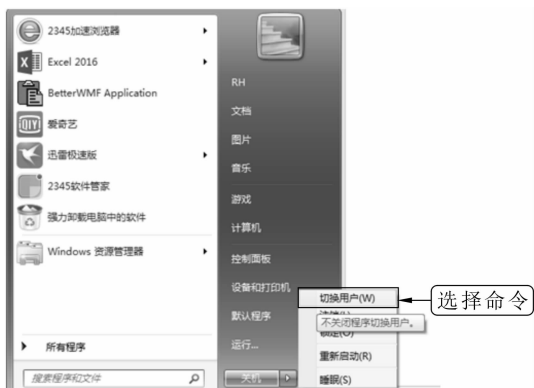 2345加速浏览器
Excel 2016
BetterWMF Application
爱奇艺
迅雷极速版
2345软件管家
强力卸载电脑中的软件
Windows 资源管理器
所有程序
搜索程序和文件
RH
文档
图片
音乐
游戏
计算机
控制面板
设备和打印机
默认程序
运行...
关机
切换用户(W)
不关闭程序切换用户。
重新启动(R)
睡眠(S)
选择命令